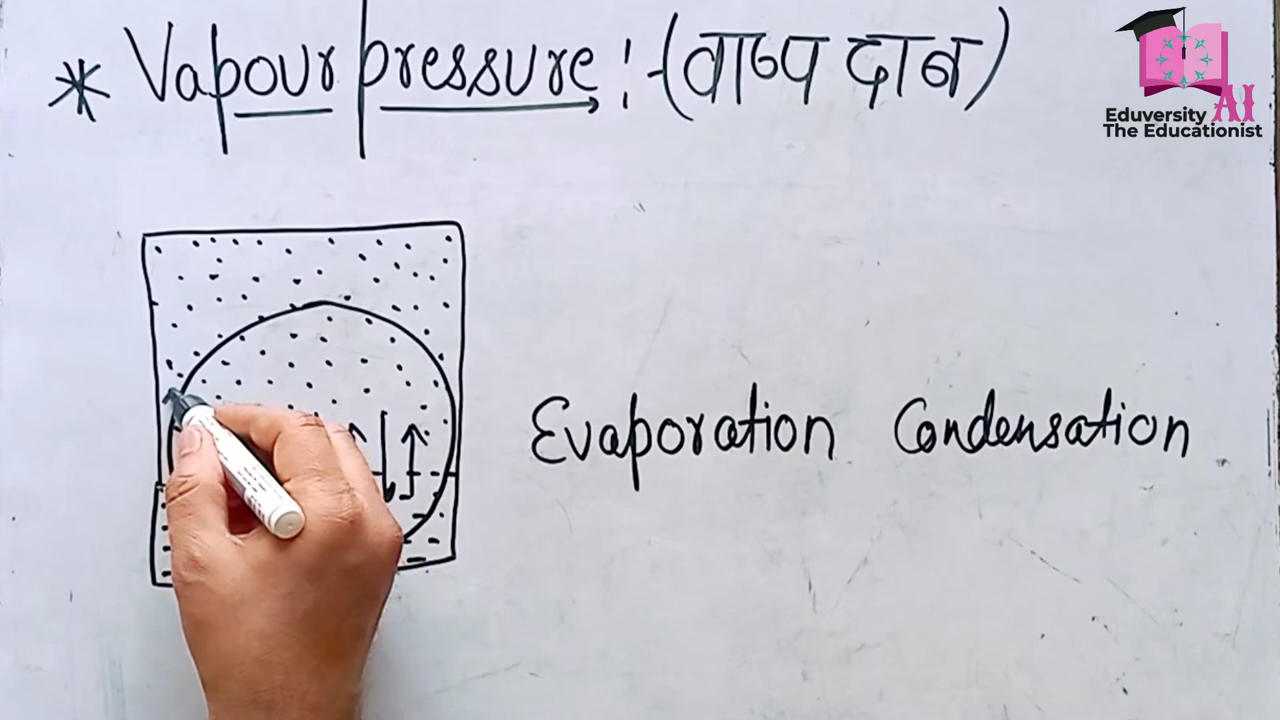 * Vapour pressure :- (वाष्प दाब)
Eduversity AI
The Educationist
Evaporation Condensation